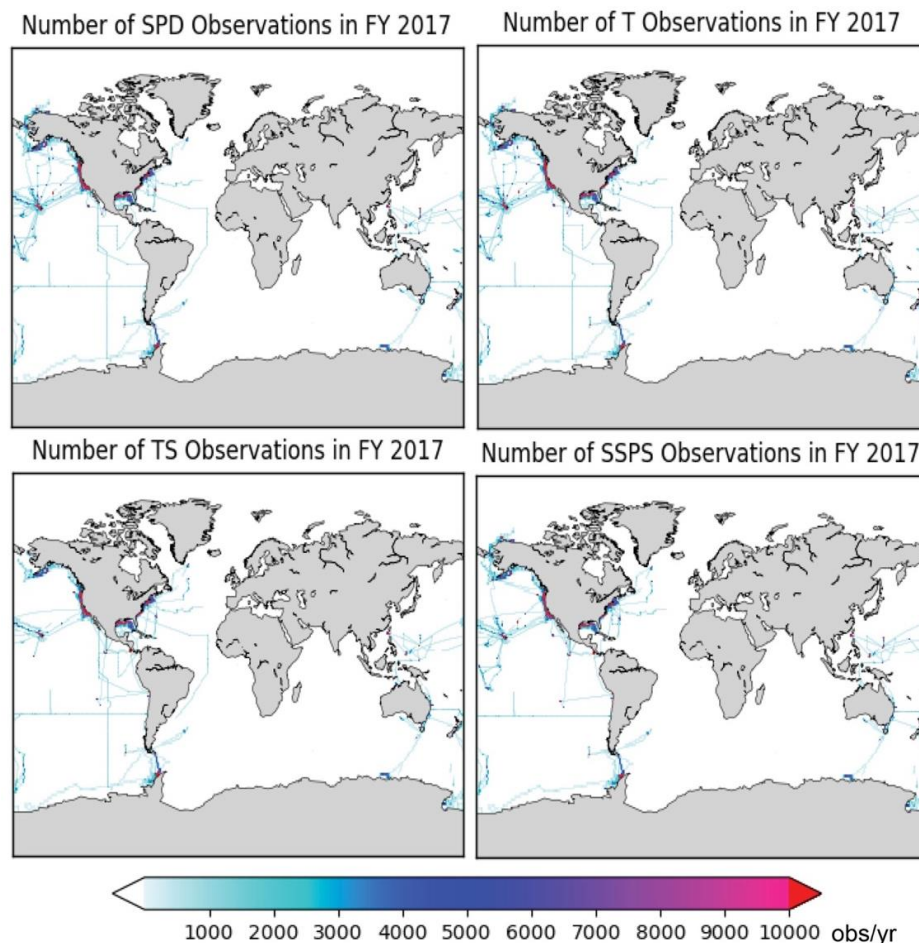 Number of SPD Observations in FY 2017
Number of T Observations in FY 2017
Number of TS Observations in FY 2017
Number of SSPS Observations in FY 2017
1000 2000 3000 4000 5000 6000 7000 8000 9000 10000 obs/yr